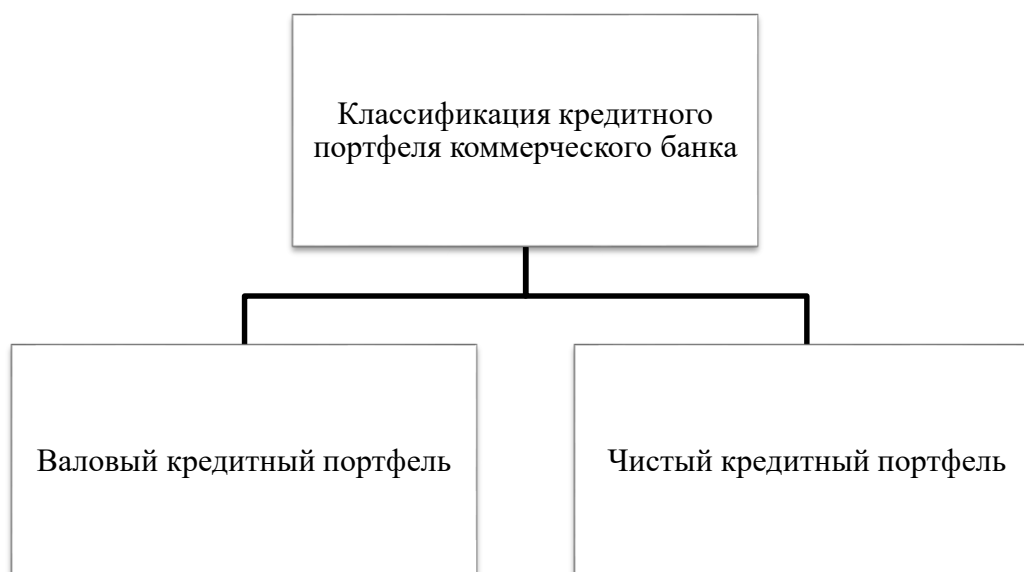 Классификация кредитного
портфеля коммерческого банка
Валовый кредитный портфель
Чистый кредитный портфель